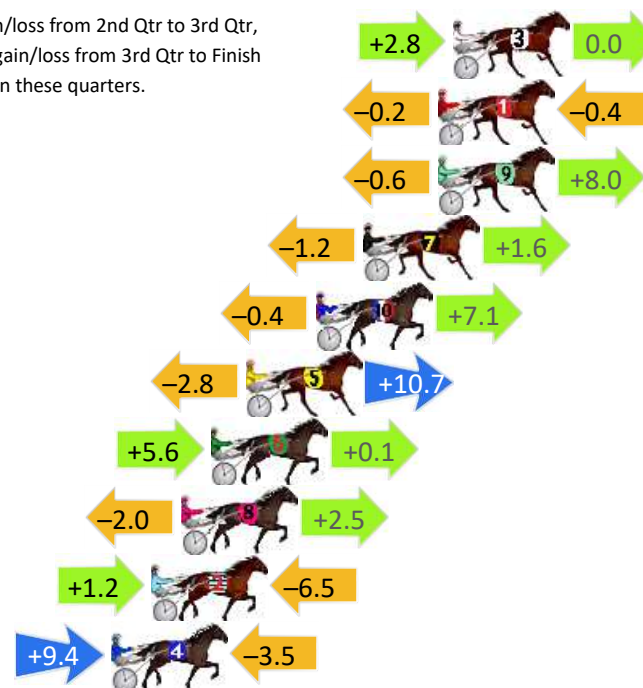 n/loss from 2nd Qtr to 3rd Qtr,
gain/loss from 3rd Qtr to Finish
n these quarters.
+2.8 3 0.0
–0.2 1 –0.4
–0.6 9 +8.0
–1.2 7 +1.6
–0.4 10 +7.1
–2.8 5 +10.7
+5.6 6 +0.1
–2.0 8 +2.5
+1.2 2 –6.5
+9.4 4 –3.5